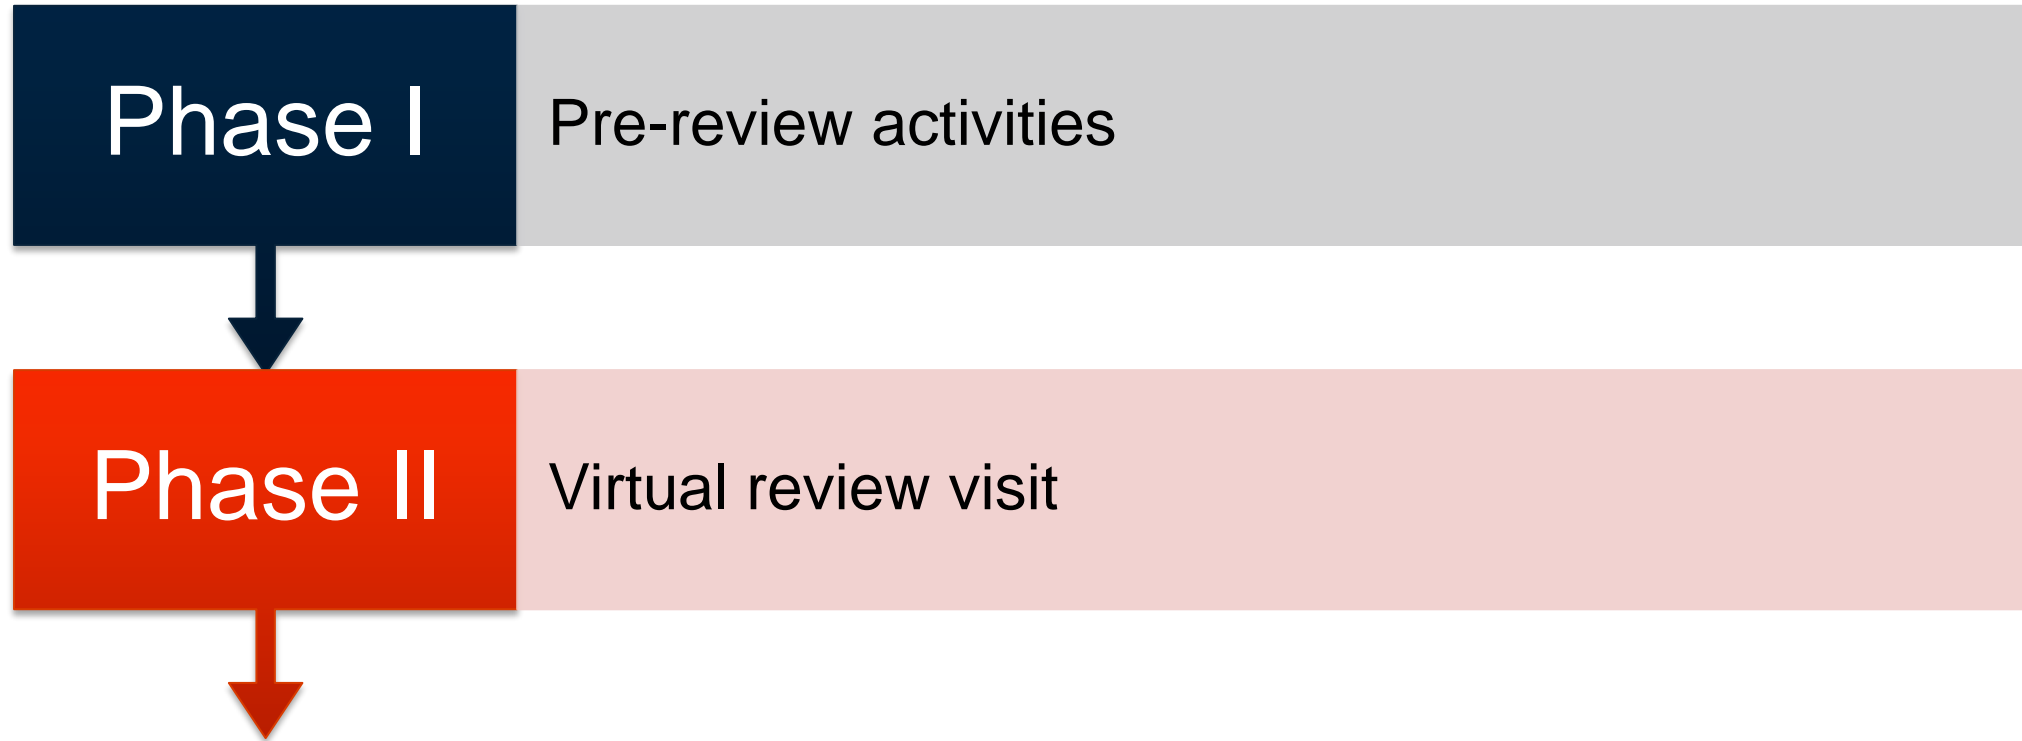 Phase I
Pre-review activities
Phase II
Virtual review visit